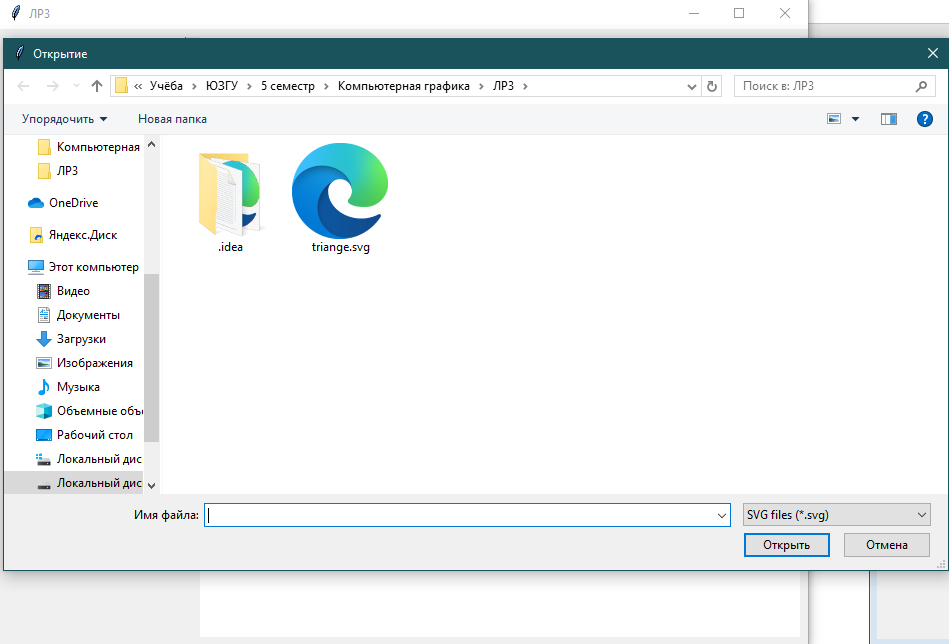 ЛР3
Открытие
« Учёба > ЮЗГУ > 5 семестр > Компьютерная графика > ЛР3 >
Поиск в: ЛР3
Упорядочить
Новая папка
?
Компьютерная
ЛР3
OneDrive
Яндекс.Диск
Этот компьютер
Видео
Документы
Загрузки
Изображения
Музыка
Объемные объе
Рабочий стол
Локальный дис
Локальный дис
.idea
triange.svg
Имя файла:
SVG files (*.svg)
Открыть
Отмена